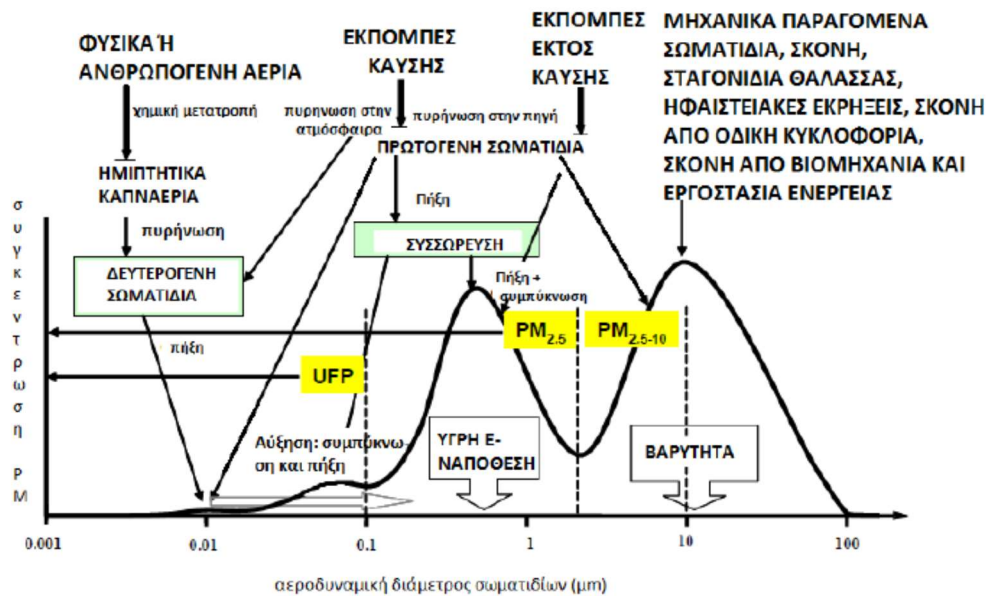 ΦΥΣΙΚΑ Ή
ΑΝΘΡΩΠΟΓΕΝΗ ΑΕΡΙΑ
ΕΚΠΟΜΠΕΣ
ΚΑΥΣΗΣ
ΕΚΠΟΜΠΕΣ
ΕΚΤΟΣ
ΚΑΥΣΗΣ
ΜΗΧΑΝΙΚΑ ΠΑΡΑΓΟΜΕΝΑ
ΣΩΜΑΤΙΔΙΑ, ΣΚΟΝΗ,
ΣΤΑΓΟΝΙΔΙΑ ΘΑΛΑΣΣΑΣ,
ΗΦΑΙΣΤΕΙΑΚΕΣ ΕΚΡΗΞΕΙΣ, ΣΚΟΝΗ
ΑΠΟ ΟΔΙΚΗ ΚΥΚΛΟΦΟΡΙΑ,
ΣΚΟΝΗ ΑΠΟ ΒΙΟΜΗΧΑΝΙΑ ΚΑΙ
ΕΡΓΟΣΤΑΣΙΑ ΕΝΕΡΓΕΙΑΣ
χημική μετατροπή
πυρηνωση στην
ατμόσφαιρα
πυρήνωση στην πηγή
ΠΡΩΤΟΓΕΝΗ ΣΩΜΑΤΙΔΙΑ
ΗΜΙΠΤΗΤΙΚΑ
ΚΑΠΝΑΕΡΙΑ
πυρήνωση
Πήξη
ΣΥΣΣΩΡΕΥΣΗ
ΔΕΥΤΕΡΟΓΕΝΗ
ΣΩΜΑΤΙΔΙΑ
Πήξη +
συμπύκνωση
PM2.5
PM2.5-10
πήξη
UFP
Αύξηση: συμπύκνω-
ση και πήξη
ΥΓΡΗ Ε-
ΝΑΠΟΘΕΣΗ
ΒΑΡΥΤΗΤΑ
συγκεντρωση PM
0.001 0.01 0.1 1 10 100
αεροδυναμική διάμετρος σωματιδίων (μm)